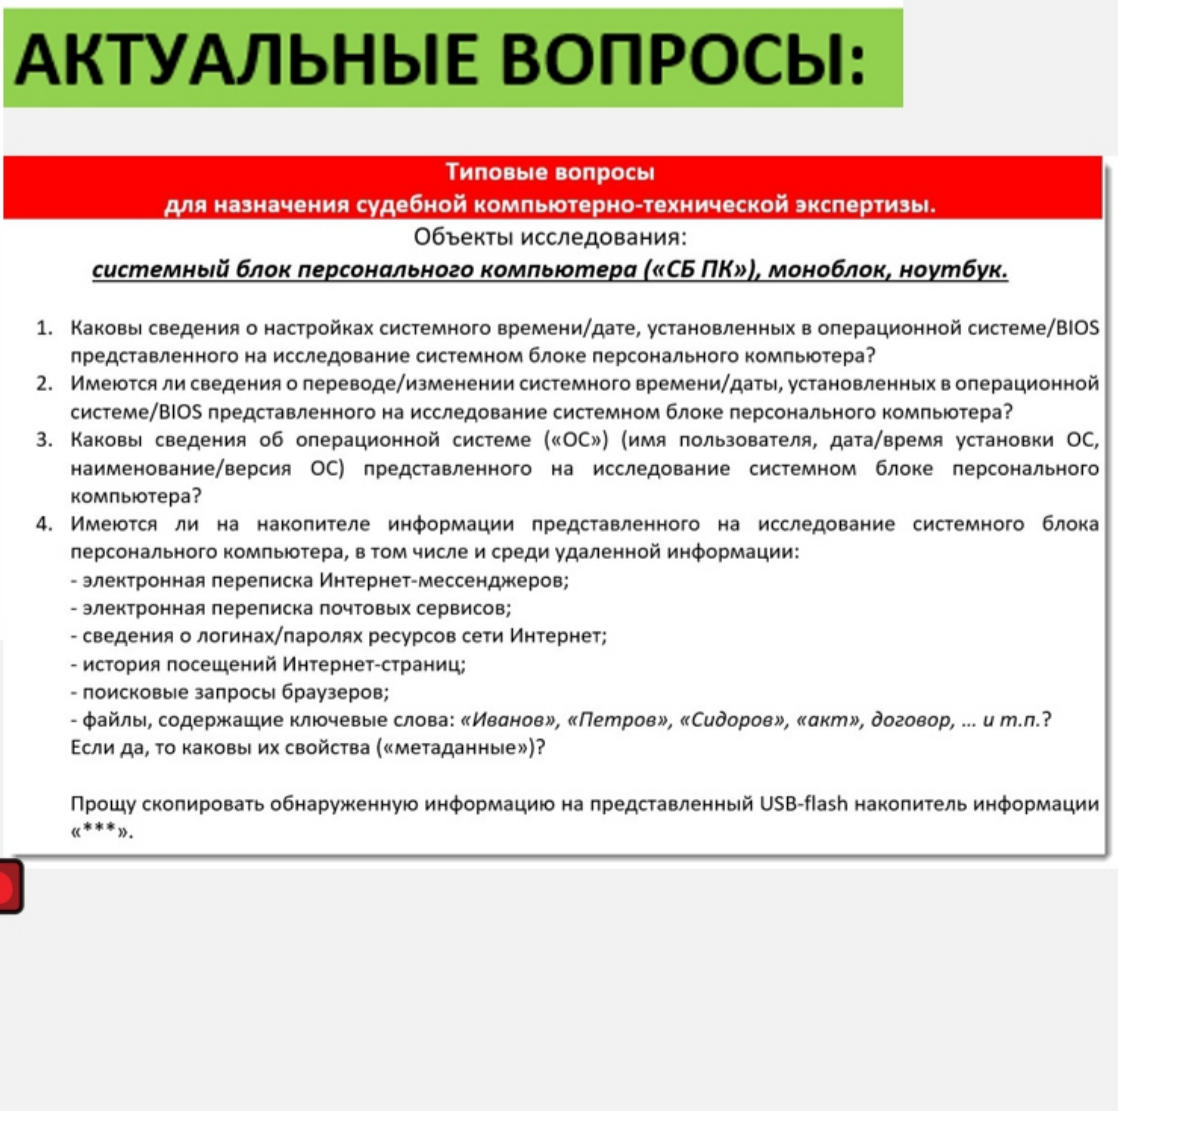 АКТУАЛЬНЫЕ ВОПРОСЫ:
Типовые вопросы
для назначения судебной компьютерно-технической экспертизы.
Объекты исследования:
системный блок персонального компьютера («СБ ПК»), моноблок, ноутбук.
1. Каковы сведения о настройках системного времени/дате, установленных в операционной системе/BIOS
представленного на исследование системном блоке персонального компьютера?
2. Имеются ли сведения о переводе/изменении системного времени/даты, установленных в операционной
системе/BIOS представленного на исследование системном блоке персонального компьютера?
3. Каковы сведения об операционной системе («ОС») (имя пользователя, дата/время установки ОС,
наименование/версия ОС) представленного на исследование системном блоке персонального
компьютера?
4. Имеются ли на накопителе информации представленного на исследование системного блока
персонального компьютера, в том числе и среди удаленной информации:
- электронная переписка Интернет-мессенджеров;
- электронная переписка почтовых сервисов;
- сведения о логинах/паролях ресурсов сети Интернет;
- история посещений Интернет-страниц;
- поисковые запросы браузеров;
- файлы, содержащие ключевые слова: «Иванов», «Петров», «Сидоров», «акт», договор, ... и т.п.?
Если да, то каковы их свойства («метаданные»)?
Прошу скопировать обнаруженную информацию на представленный USB-flash накопитель информации
«***».